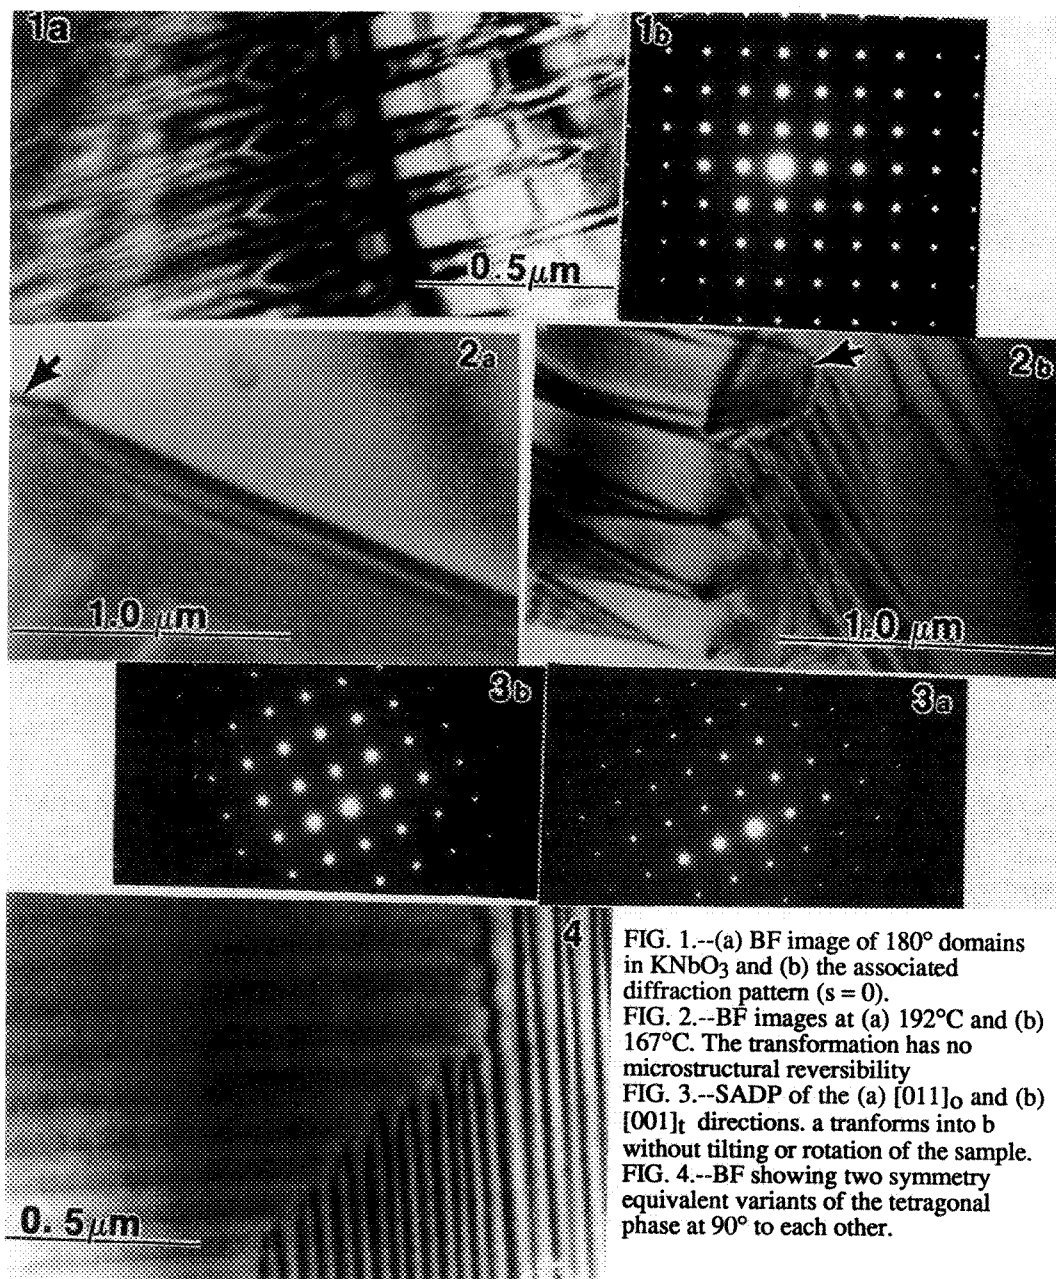 1a
1b
0.5μm
2a
2b
1.0 μm
1.0 μm
3b
3a
4
0.5μm
FIG. 1.--(a) BF image of 180° domains
in KNbO3 and (b) the associated
diffraction pattern (s = 0).
FIG. 2.--BF images at (a) 192°C and (b)
167°C. The transformation has no
microstructural reversibility
FIG. 3.--SADP of the (a) [011]o and (b)
[001]t directions. a tranforms into b
without tilting or rotation of the sample.
FIG. 4.--BF showing two symmetry
equivalent variants of the tetragonal
phase at 90° to each other.